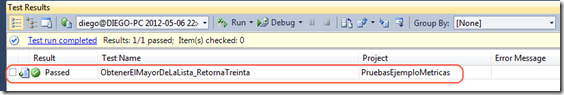 Test Results
diego@DIEGO-PC 2012-05-06 22: Run Debug Group By: [None]
Test run completed Results: 1/1 passed; Item(s) checked: 0
Result Test Name Project Error Message
Passed ObtenerElMayorDeLaLista_RetornaTreinta PruebasEjemploMetricas